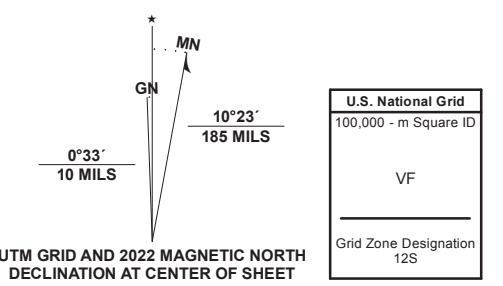 MN
GN
10°23´
185 MILS
0°33´
10 MILS
UTM GRID AND 2022 MAGNETIC NORTH
DECLINATION AT CENTER OF SHEET
U.S. National Grid
100,000 - m Square ID
VF
Grid Zone Designation
12S